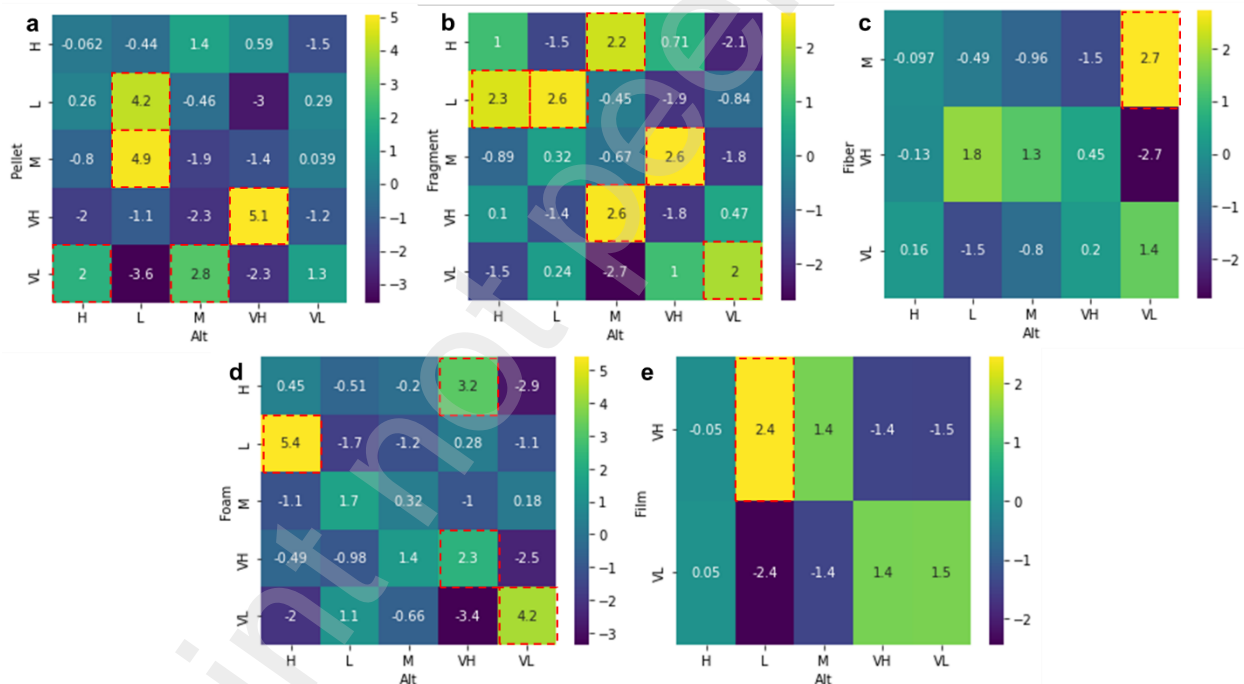 a
Pellet
H -0.062 -0.44 1.4 0.59 -1.5
L 0.26 4.2 -0.46 -3 0.29
M -0.8 4.9 -1.9 -1.4 0.039
VH -2 -1.1 -2.3 5.1 -1.2
VL 2 -3.6 2.8 -2.3 1.3
H L M VH VL
Alt
5
4
3
2
1
0
-1
-2
-3
b
Fragment
H 1 -1.5 2.2 0.71 -2.1
L 2.3 2.6 -0.45 -1.9 -0.84
M -0.89 0.32 -0.67 2.6 -1.8
VH 0.1 -1.4 2.6 -1.8 0.47
VL -1.5 0.24 -2.7 1 2
H L M VH VL
Alt
2
1
0
-1
-2
c
Fiber
M -0.097 -0.49 -0.96 -1.5 2.7
VH -0.13 1.8 1.3 0.45 -2.7
VL 0.16 -1.5 -0.8 0.2 1.4
H L M VH VL
Alt
2
1
0
-1
-2
d
Foam
H 0.45 -0.51 -0.2 3.2 -2.9
L 5.4 -1.7 -1.2 0.28 -1.1
M -1.1 1.7 0.32 -1 0.18
VH -0.49 -0.98 1.4 2.3 -2.5
VL -2 1.1 -0.66 -3.4 4.2
H L M VH VL
Alt
5
4
3
2
1
0
-1
-2
-3
e
Film
VH -0.05 2.4 1.4 -1.4 -1.5
VL 0.05 -2.4 -1.4 1.4 1.5
H L M VH VL
Alt
2
1
0
-1
-2
int not peer